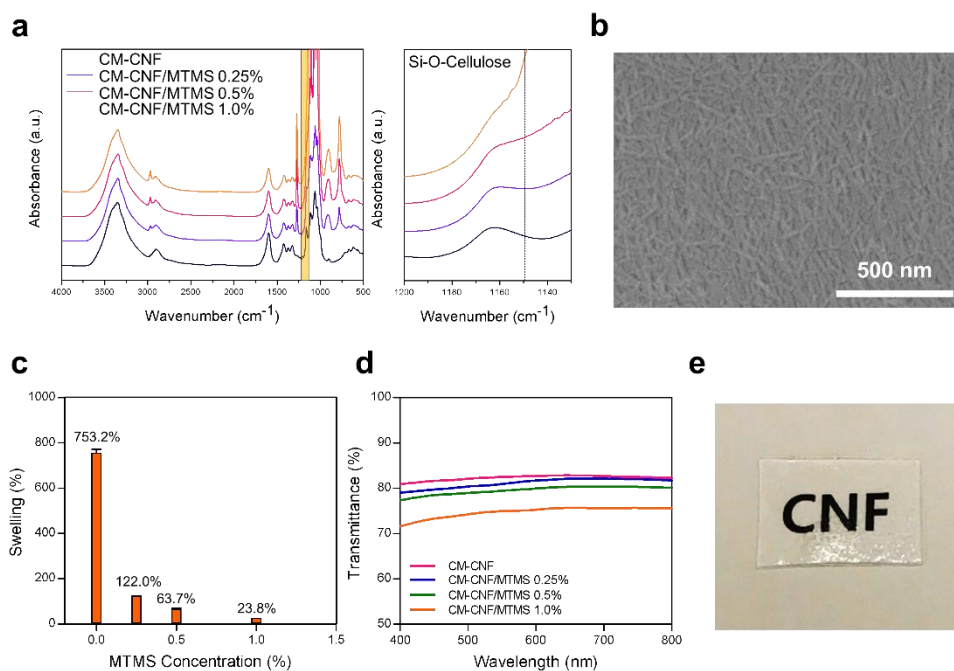 a
CM-CNF
CM-CNF/MTMS 0.25%
CM-CNF/MTMS 0.5%
CM-CNF/MTMS 1.0%
Absorbance (a.u.)
4000 3500 3000 2500 2000 1500 1000 500
Wavenumber (cm⁻¹)
Si-O-Cellulose
Absorbance (a.u.)
1200 1180 1160 1140
Wavenumber (cm⁻¹)
b
500 nm
c
Swelling (%)
1000
800
600
400
200
0
753.2%
122.0%
63.7%
23.8%
0.0 0.5 1.0 1.5
MTMS Concentration (%)
d
Transmittance (%)
100
90
80
70
60
50
CM-CNF
CM-CNF/MTMS 0.25%
CM-CNF/MTMS 0.5%
CM-CNF/MTMS 1.0%
400 500 600 700 800
Wavelength (nm)
e
CNF